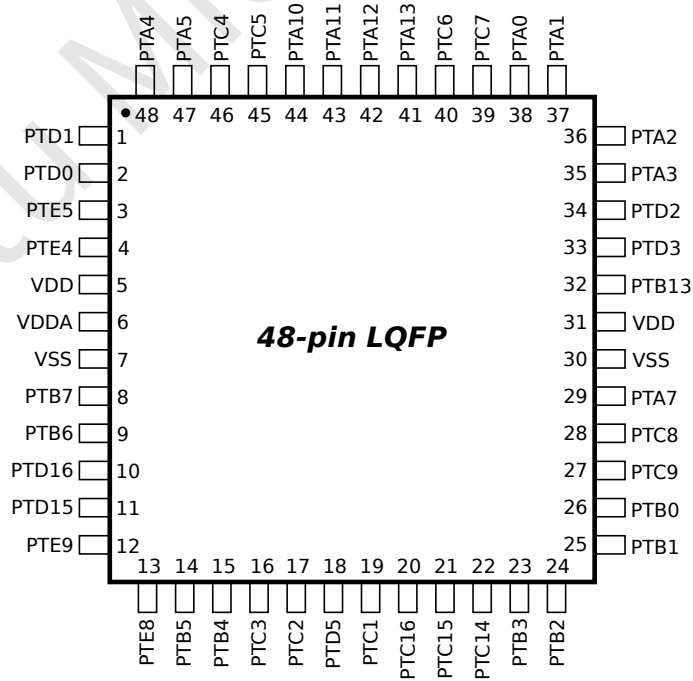 PTA4 PTA5 PTC4 PTC5 PTA10 PTA11 PTA12 PTA13 PTC6 PTC7 PTA0 PTA1
48 47 46 45 44 43 42 41 40 39 38 37
PTD1 1 36 PTA2
PTD0 2 35 PTA3
PTE5 3 34 PTD2
PTE4 4 33 PTD3
VDD 5 32 PTB13
VDDA 6 31 VDD
48-pin LQFP
VSS 7 30 VSS
PTB7 8 29 PTA7
PTB6 9 28 PTC8
PTD16 10 27 PTC9
PTD15 11 26 PTB0
PTE9 12 25 PTB1
13 14 15 16 17 18 19 20 21 22 23 24
PTE8 PTB5 PTB4 PTC3 PTC2 PTD5 PTC1 PTC16 PTC15 PTC14 PTB3 PTB2